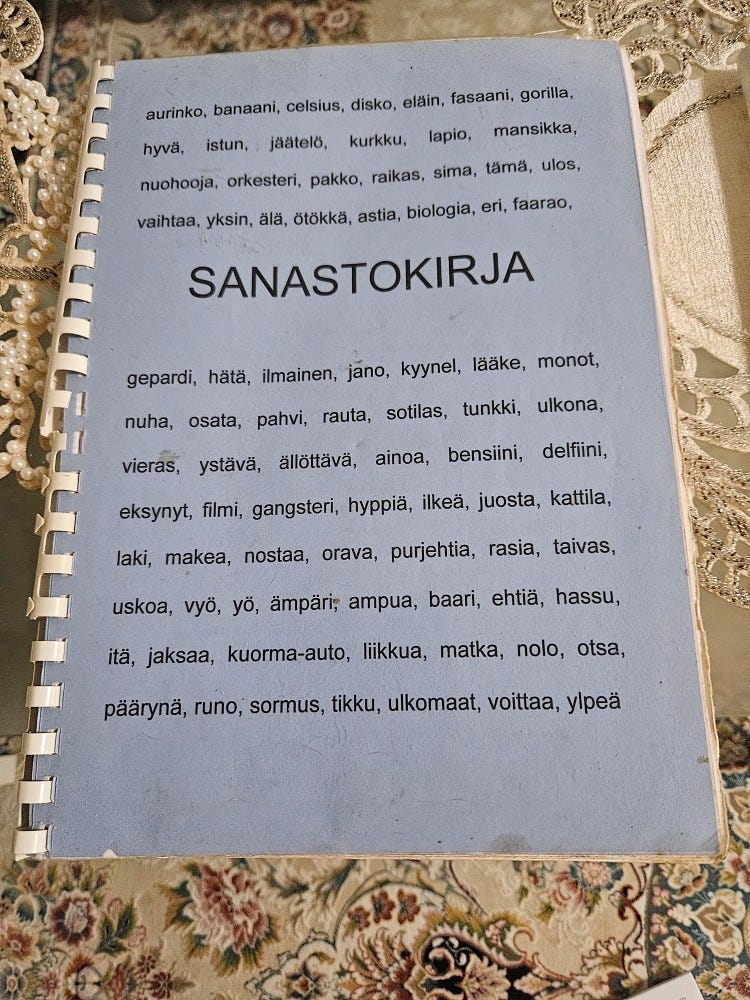 aurinko, banaani, celsius, disko, eläin, fasaani, gorilla,
hyvä, istun, jäätelö, kurkku, lapio, mansikka,
nuohooja, orkesteri, pakko, raikas, sima, tämä, ulos,
vaihtaa, yksin, älä, ötökkä, astia, biologia, eri, faarao,
SANASTOKIRJA
gepardi, hätä, ilmainen, jano, kyynel, lääke, monot,
nuha, osata, pahvi, rauta, sotilas, tunkki, ulkona,
vieras, ystävä, ällöttävä, ainoa, bensiini, delfiini,
eksynyt, filmi, gangsteri, hyppiä, ilkeä, juosta, kattila,
laki, makea, nostaa, orava, purjehtia, rasia, taivas,
uskoa, vyö, yö, ämpäri, ampua, baari, ehtiä, hassu,
itä, jaksaa, kuorma-auto, liikkua, matka, nolo, otsa,
päärynä, runo, sormus, tikku, ulkomaat, voittaa, ylpeä